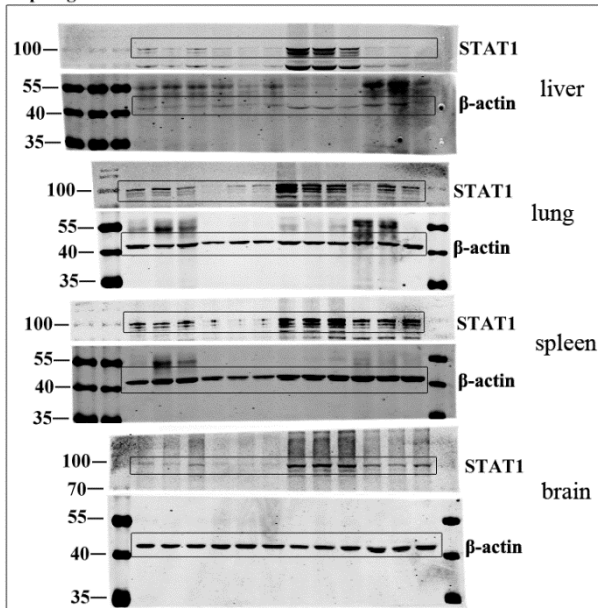 100— STAT1
55— liver
40— β-actin
35—
100— STAT1
lung
55—
40— β-actin
35—
100— STAT1
spleen
55—
40— β-actin
35—
100— STAT1
70— brain
55—
40— β-actin
35—